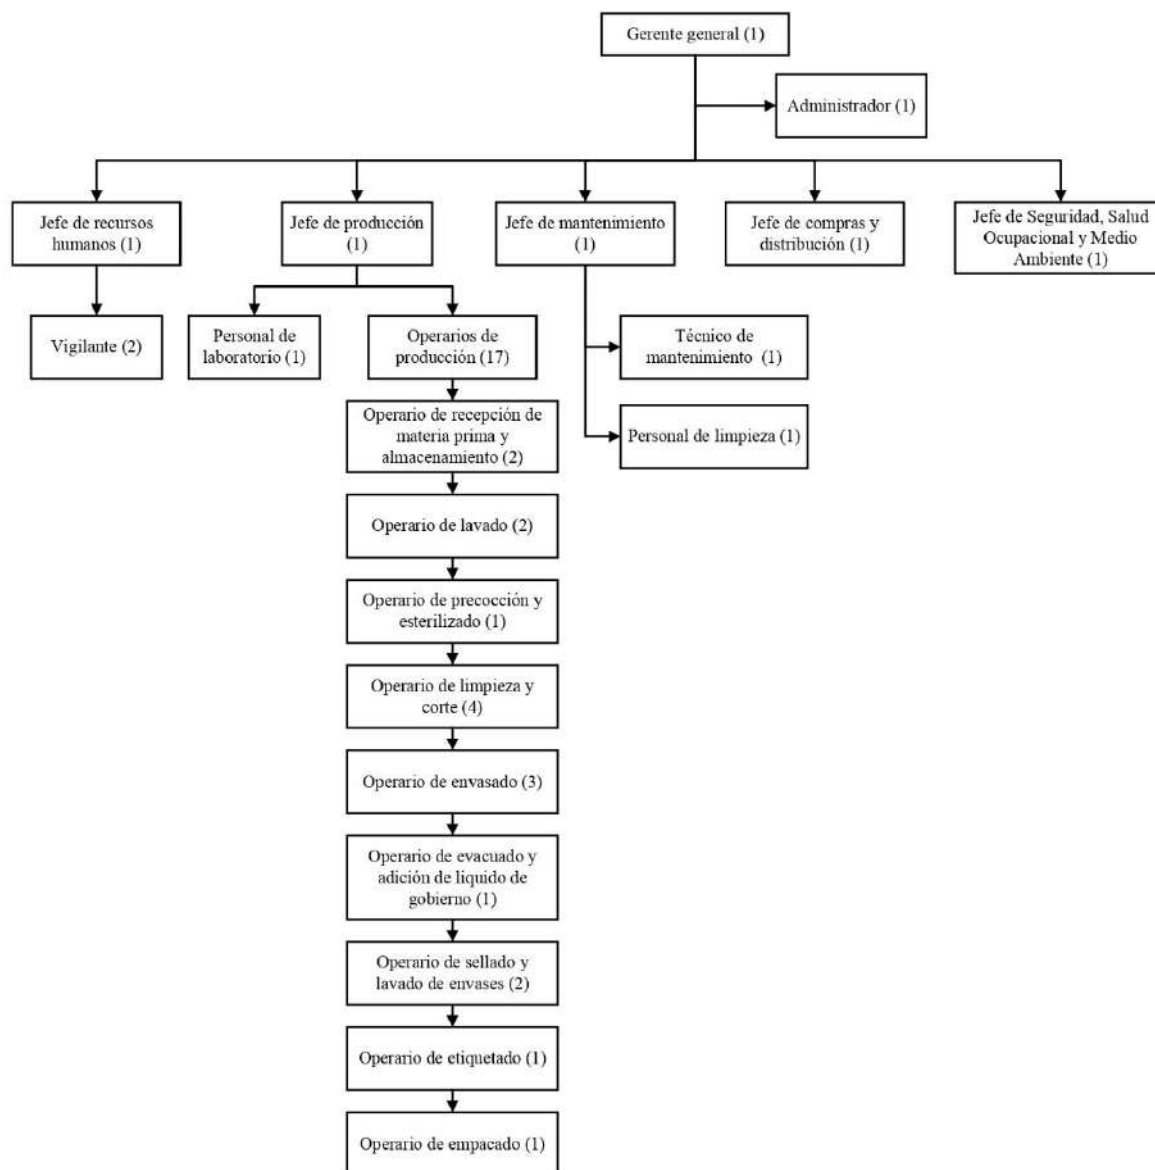 Gerente general (1)
Administrador (1)
Jefe de recursos
humanos (1)
Jefe de producción
(1)
Jefe de mantenimiento
(1)
Jefe de compras y
distribución (1)
Jefe de Seguridad, Salud
Ocupacional y Medio
Ambiente (1)
Vigilante (2)
Personal de
laboratorio (1)
Operarios de
producción (17)
Técnico de
mantenimiento (1)
Personal de limpieza (1)
Operario de recepción de
materia prima y
almacenamiento (2)
Operario de lavado (2)
Operario de precocción y
esterilizado (1)
Operario de limpieza y
corte (4)
Operario de envasado (3)
Operario de evacuado y
adición de liquido de
gobierno (1)
Operario de sellado y
lavado de envases (2)
Operario de etiquetado (1)
Operario de empacado (1)